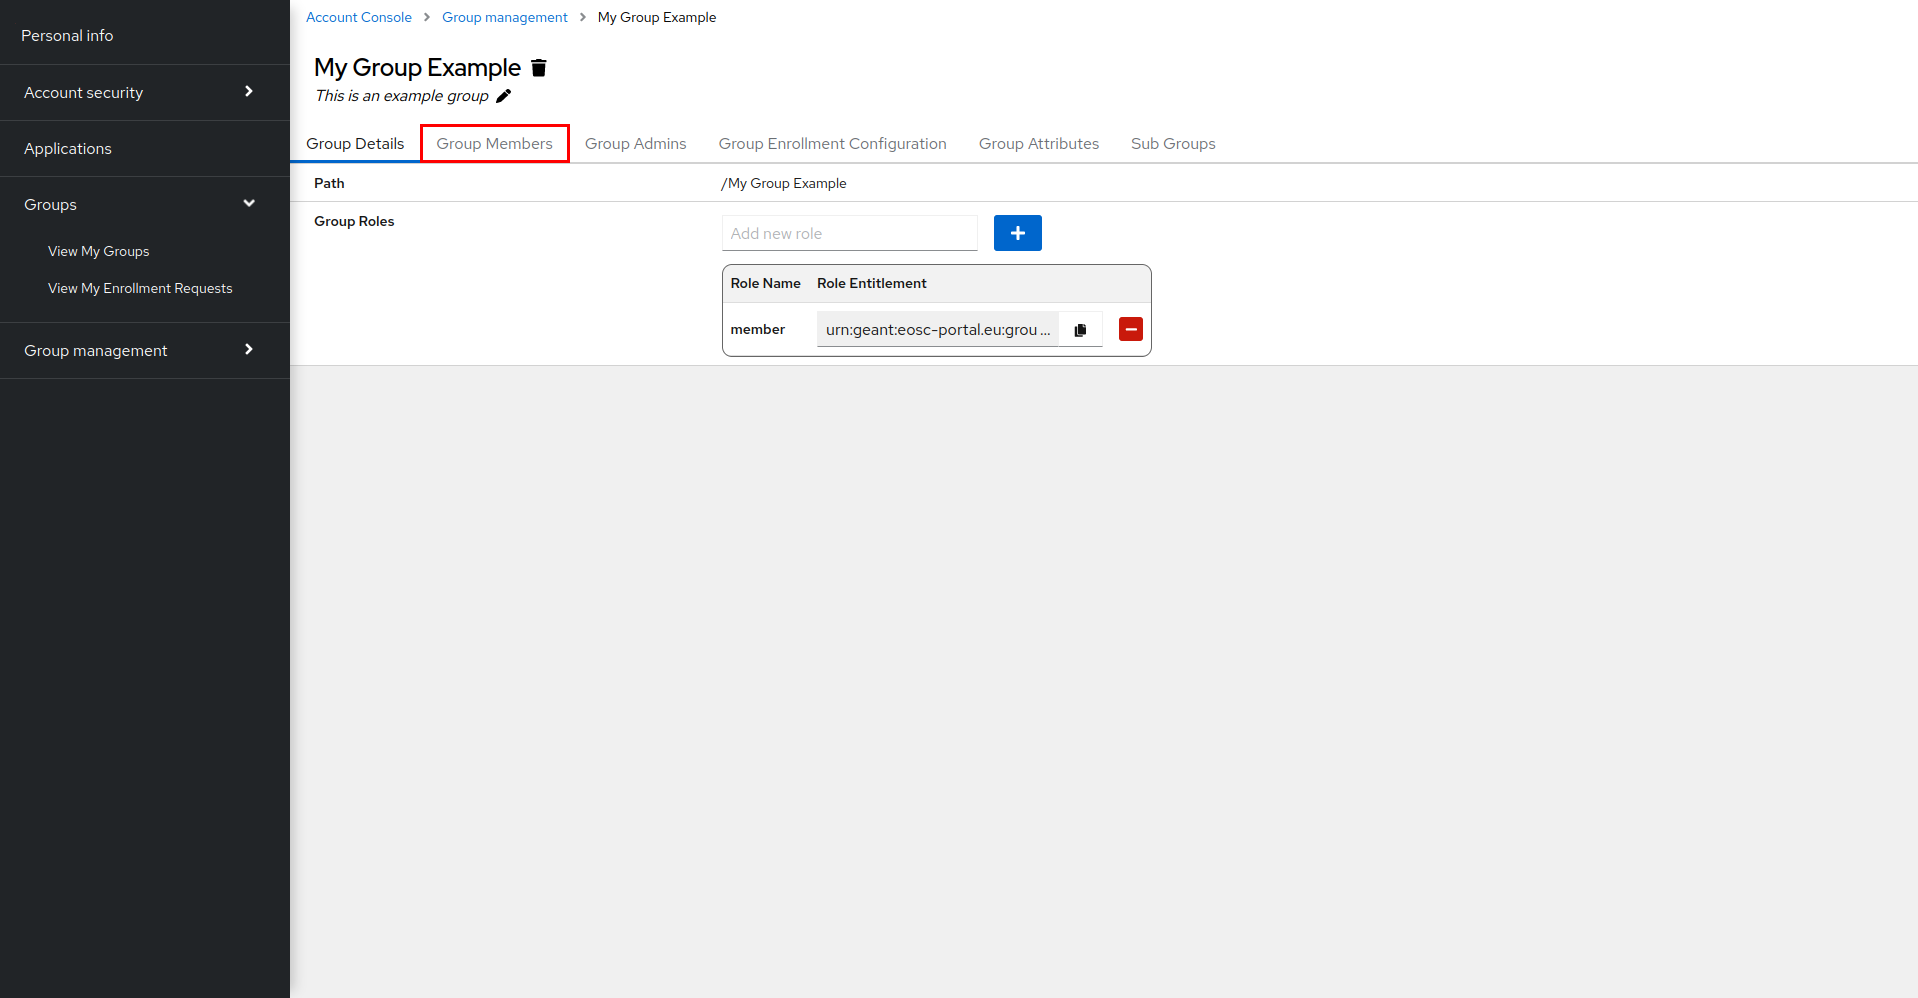 Personal info
Account security
Applications
Groups
View My Groups
View My Enrollment Requests
Group management
Account Console > Group management > My Group Example
My Group Example
This is an example group
Group Details Group Members Group Admins Group Enrollment Configuration Group Attributes Sub Groups
Path /My Group Example
Group Roles
Add new role
Role Name Role Entitlement
member urn:geant:eosc-portal.eu:grou ...